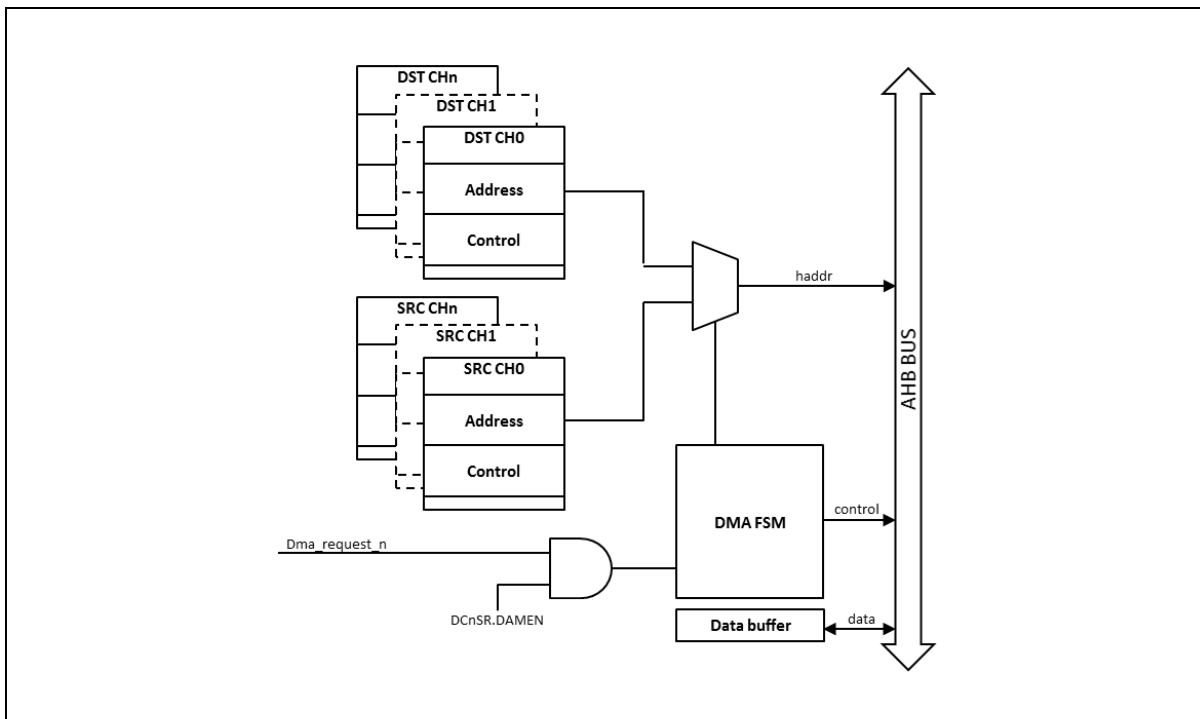 DST CHn
DST CH1
DST CH0
Address
Control
haddr
SRC CHn
SRC CH1
SRC CH0
Address
Control
AHB BUS
DMA FSM
control
Dma_request_n
DCnSR.DAMEN
Data buffer
data